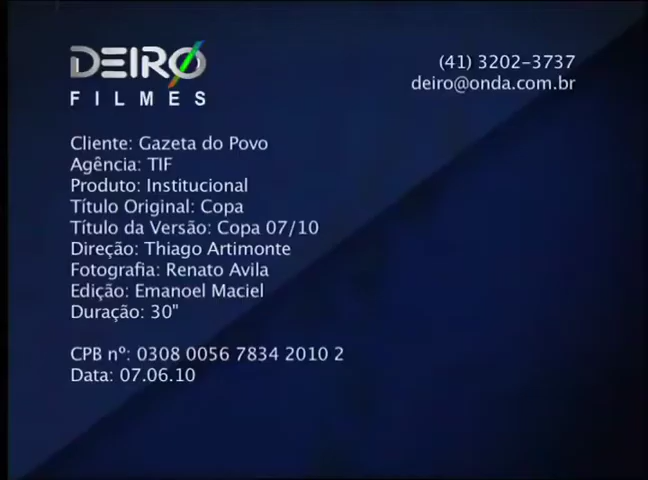 DEIRØ
FILMES
(41) 3202-3737
deiro@onda.com.br
Cliente: Gazeta do Povo
Agência: TIF
Produto: Institucional
Título Original: Copa
Título da Versão: Copa 07/10
Direção: Thiago Artimonte
Fotografia: Renato Avila
Edição: Emanoel Maciel
Duração: 30"
CPB nº: 0308 0056 7834 2010 2
Data: 07.06.10